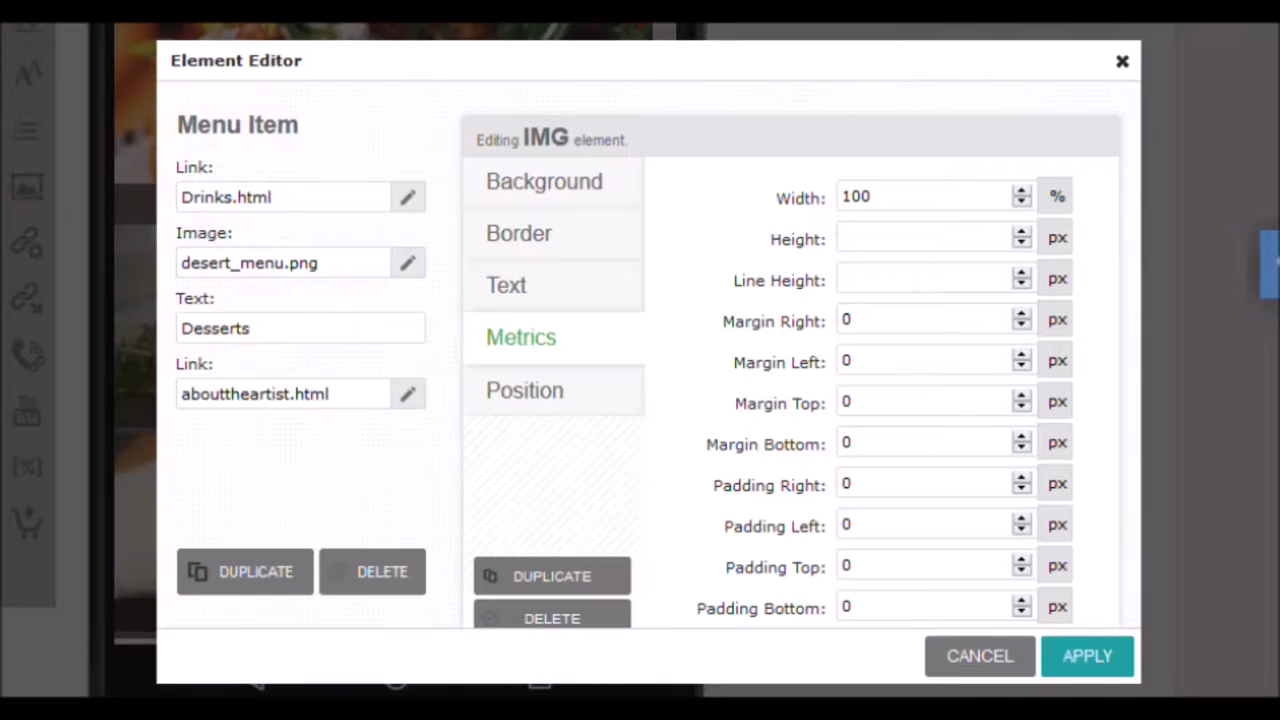 Element Editor
Menu Item
Link:
Drinks.html
Image:
desert_menu.png
Text:
Desserts
Link:
abouttheartist.html
DUPLICATE DELETE
Editing IMG element.
Background
Border
Text
Metrics
Position
DUPLICATE
DELETE
Width: 100 %
Height: px
Line Height: px
Margin Right: 0 px
Margin Left: 0 px
Margin Top: 0 px
Margin Bottom: 0 px
Padding Right: 0 px
Padding Left: 0 px
Padding Top: 0 px
Padding Bottom: 0 px
CANCEL APPLY